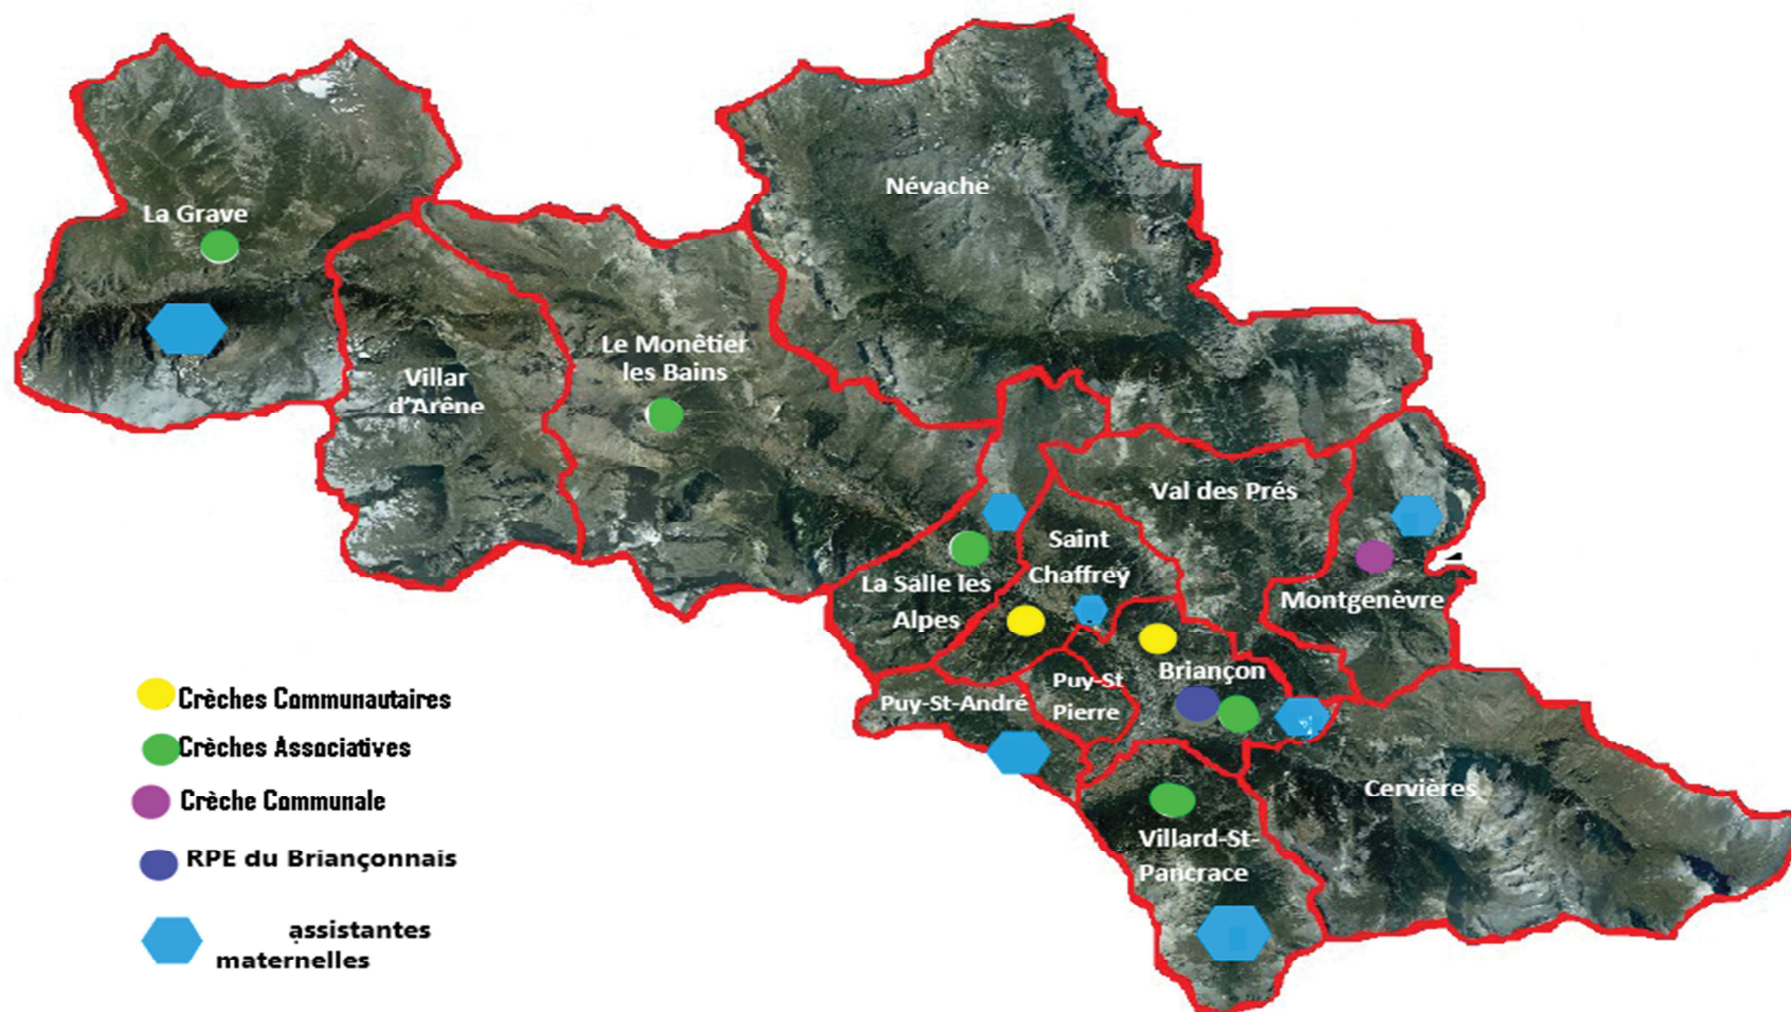 Névache
La Grave
Le Monêtier
les Bains
Villar
d'Arêne
Val des Prés
Saint
Chaffrey
La Salle les
Alpes
Montgenèvre
Briançon
Puy-St
Pierre
Puy-St-André
Cervières
Villard-St-
Pancrace
Crèches Communautaires
Crèches Associatives
Crèche Communale
RPE du Briançonnais
assistantes
maternelles